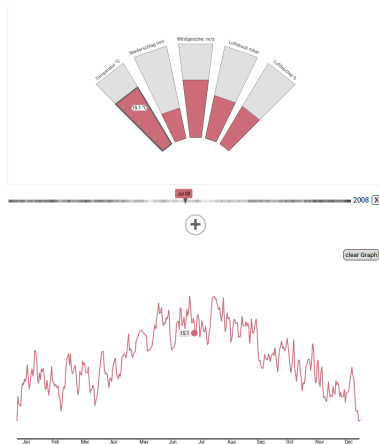 Temperatur °C
Niederschlag mm
Windgeschw. m/s
Luftdruck mbar
Luftfeuchte %
15.1 °C
Jul 09
2008 X
clear Graph
15.1
Jan Feb Mar Apr May Jun Jul Aug Sep Oct Nov Dec